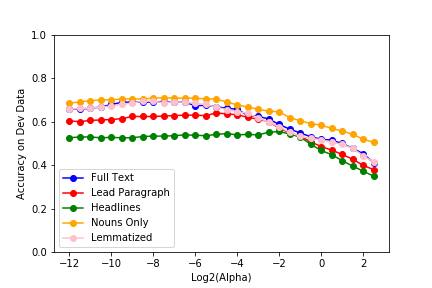 1.0
0.8
0.6
0.4
0.2
0.0
Accuracy on Dev Data
Full Text
Lead Paragraph
Headlines
Nouns Only
Lemmatized
−12 −10 −8 −6 −4 −2 0 2
Log2(Alpha)